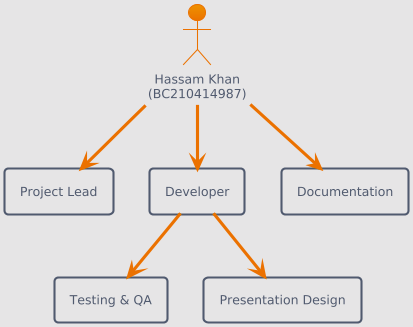 Hassam Khan
(BC210414987)
Project Lead
Developer
Documentation
Testing & QA
Presentation Design